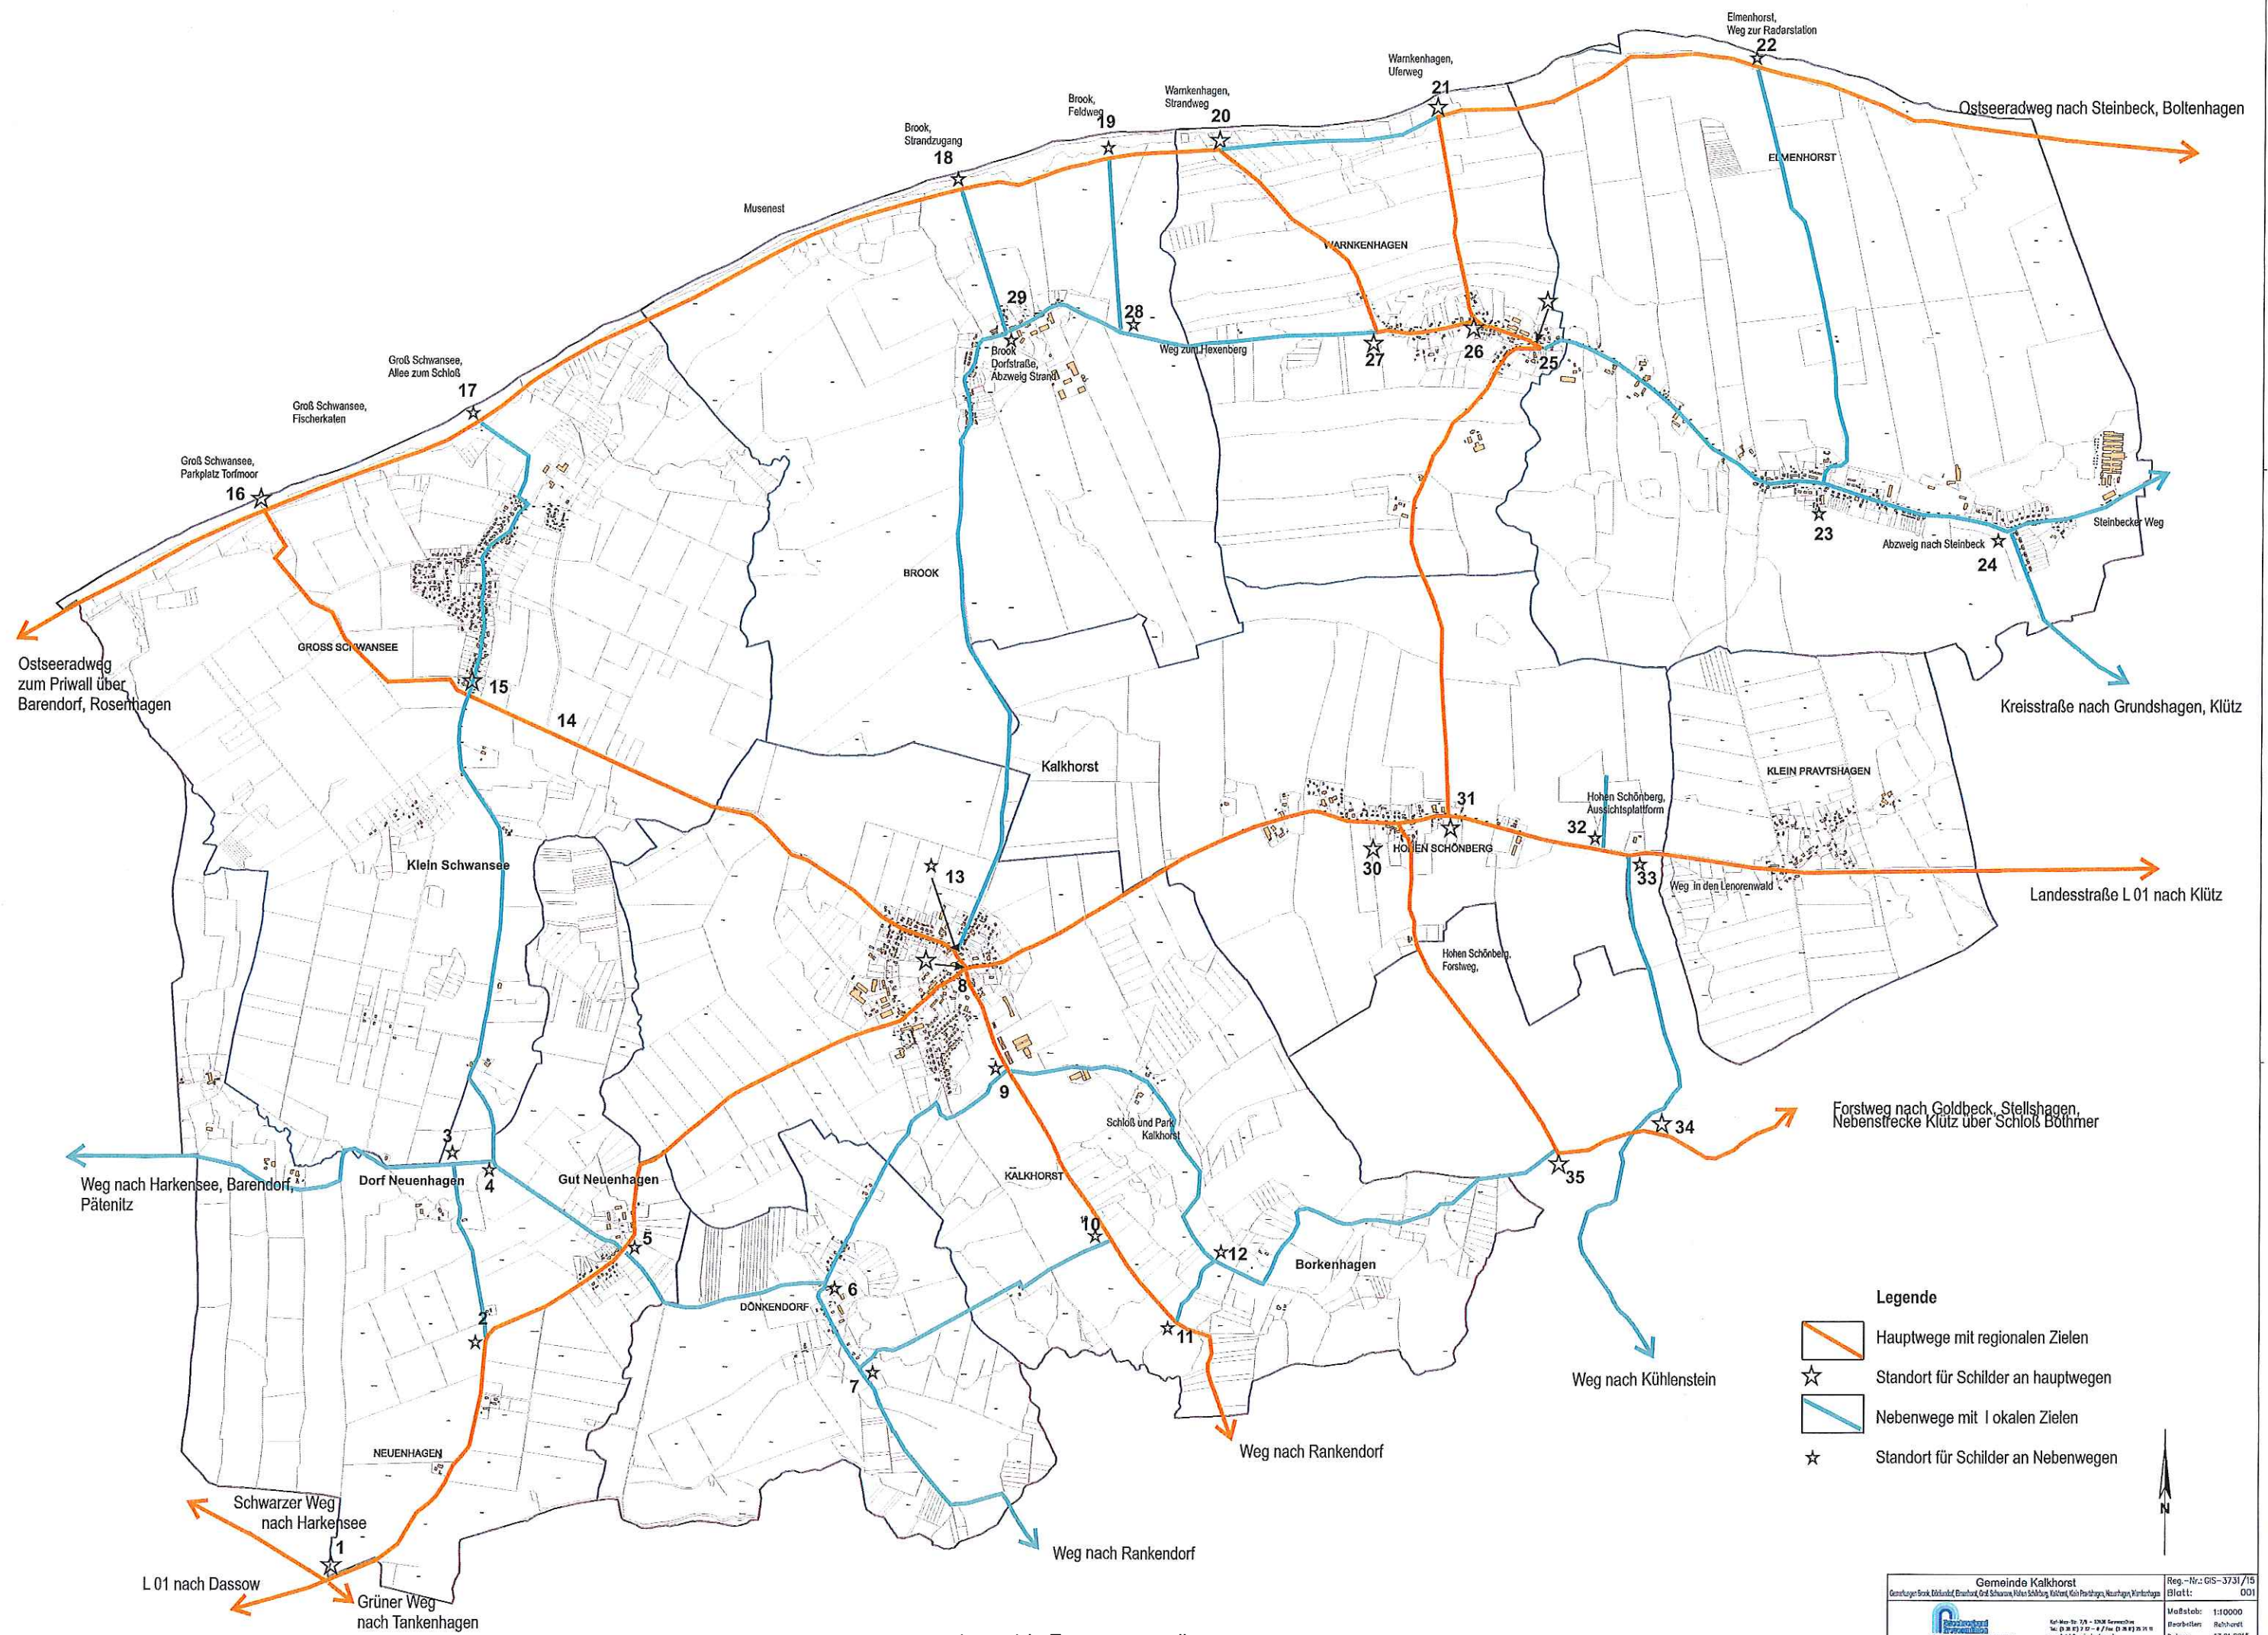 Elmenhorst,
Weg zur Radarstation
22
Warnkenhagen,
Uferweg
21
Warnkenhagen,
Strandweg
20
Brook,
Feldweg
19
Brook,
Strandzugang
18
Ostseeradweg nach Steinbeck, Boltenhagen
ELMENHORST
Musenest
WARNKENHAGEN
29
28
Weg zum Hexenberg
Brook
Dorfstraße,
Abzweig Strand
27
26
25
Groß Schwansee,
Allee zum Schloß
17
Groß Schwansee,
Fischerkaten
Groß Schwansee,
Parkplatz Torfmoor
16
23
Steinbecker Weg
Abzweig nach Steinbeck
24
BROOK
GROSS SCHWANSEE
Ostseeradweg
zum Priwall über
Barendorf, Rosenhagen
15
14
Kreisstraße nach Grundshagen, Klütz
Kalkhorst
KLEIN PRAVTSHAGEN
31
Hohen Schönberg,
Aussichtsplattform
32
HOHEN SCHÖNBERG
30
33
Weg in den Lenorenwald
Landesstraße L 01 nach Klütz
Klein Schwansee
13
Hohen Schönberg,
Forstweg,
8
9
Schloß und Park
Kalkhorst
Forstweg nach Goldbeck, Stellshagen,
Nebenstrecke Klütz über Schloß Bothmer
34
35
3
Dorf Neuenhagen
4
Gut Neuenhagen
KALKHORST
Weg nach Harkensee, Barendorf,
Pätenitz
5
10
12
Borkenhagen
6
DÖNKENDORF
2
11
7
Weg nach Kühlenstein
Legende
Hauptwege mit regionalen Zielen
Standort für Schilder an hauptwegen
Nebenwege mit l okalen Zielen
Standort für Schilder an Nebenwegen
N
NEUENHAGEN
Weg nach Rankendorf
Schwarzer Weg
nach Harkensee
1
Weg nach Rankendorf
L 01 nach Dassow
Grüner Weg
nach Tankenhagen
Gemeinde Kalkhorst
Reg.-Nr.: GIS-3731/15
Blatt: 001
Maßstab: 1:10000